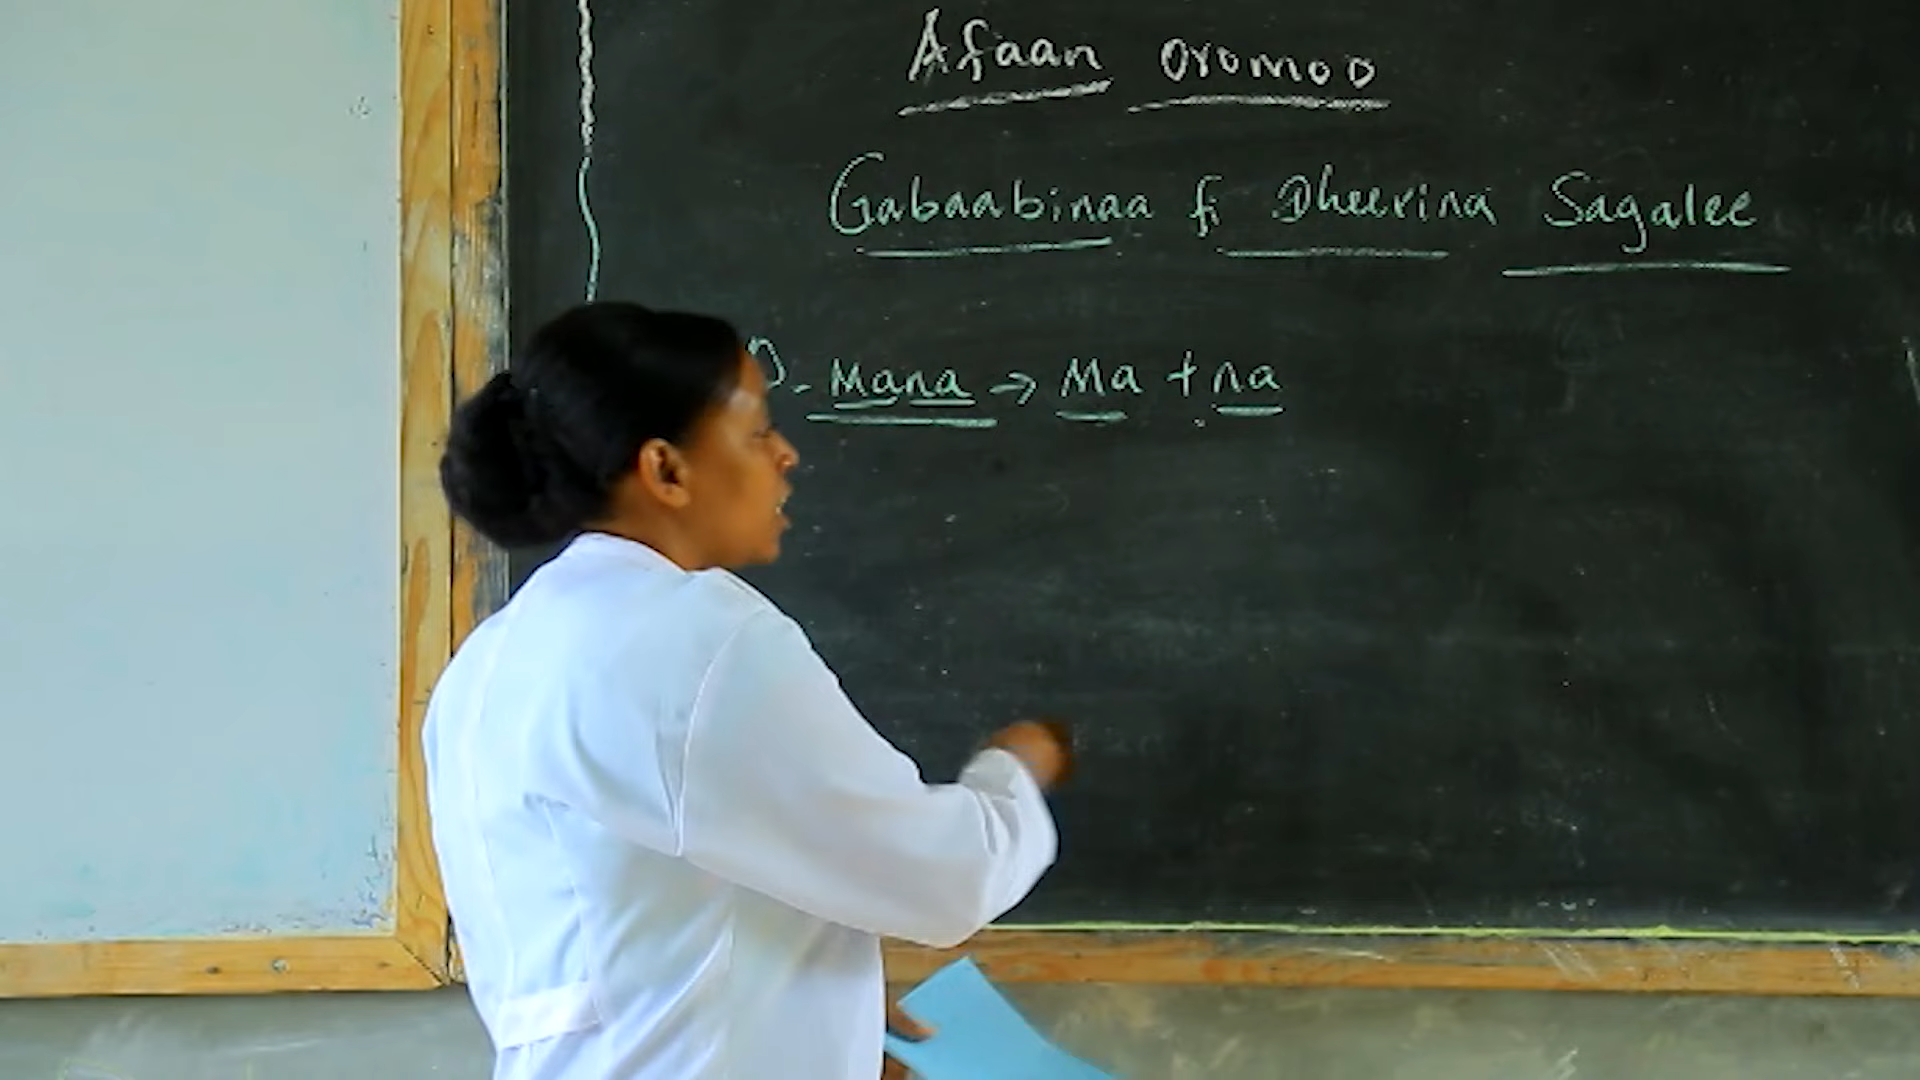 Afaan Oromoo
Gabaabinaa fi Dheerina Sagalee
- Mana → Ma + na